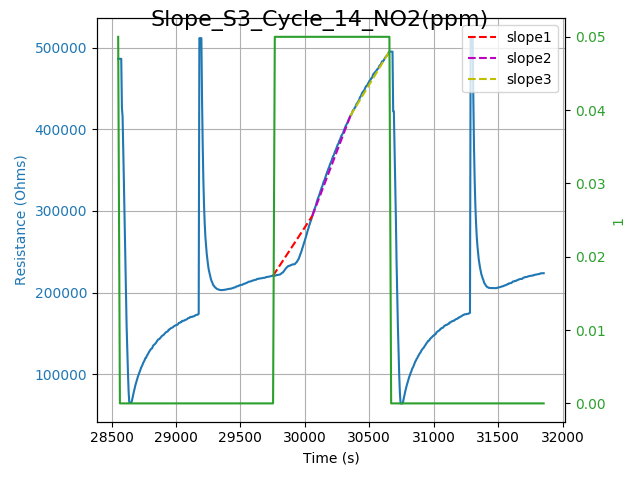 Slope_S3_Cycle_14_NO2(ppm)
slope1
slope2
slope3
Resistance (Ohms)
500000
400000
300000
200000
100000
0.05
0.04
0.03
0.02
0.01
0.00
1
28500 29000 29500 30000 30500 31000 31500 32000
Time (s)